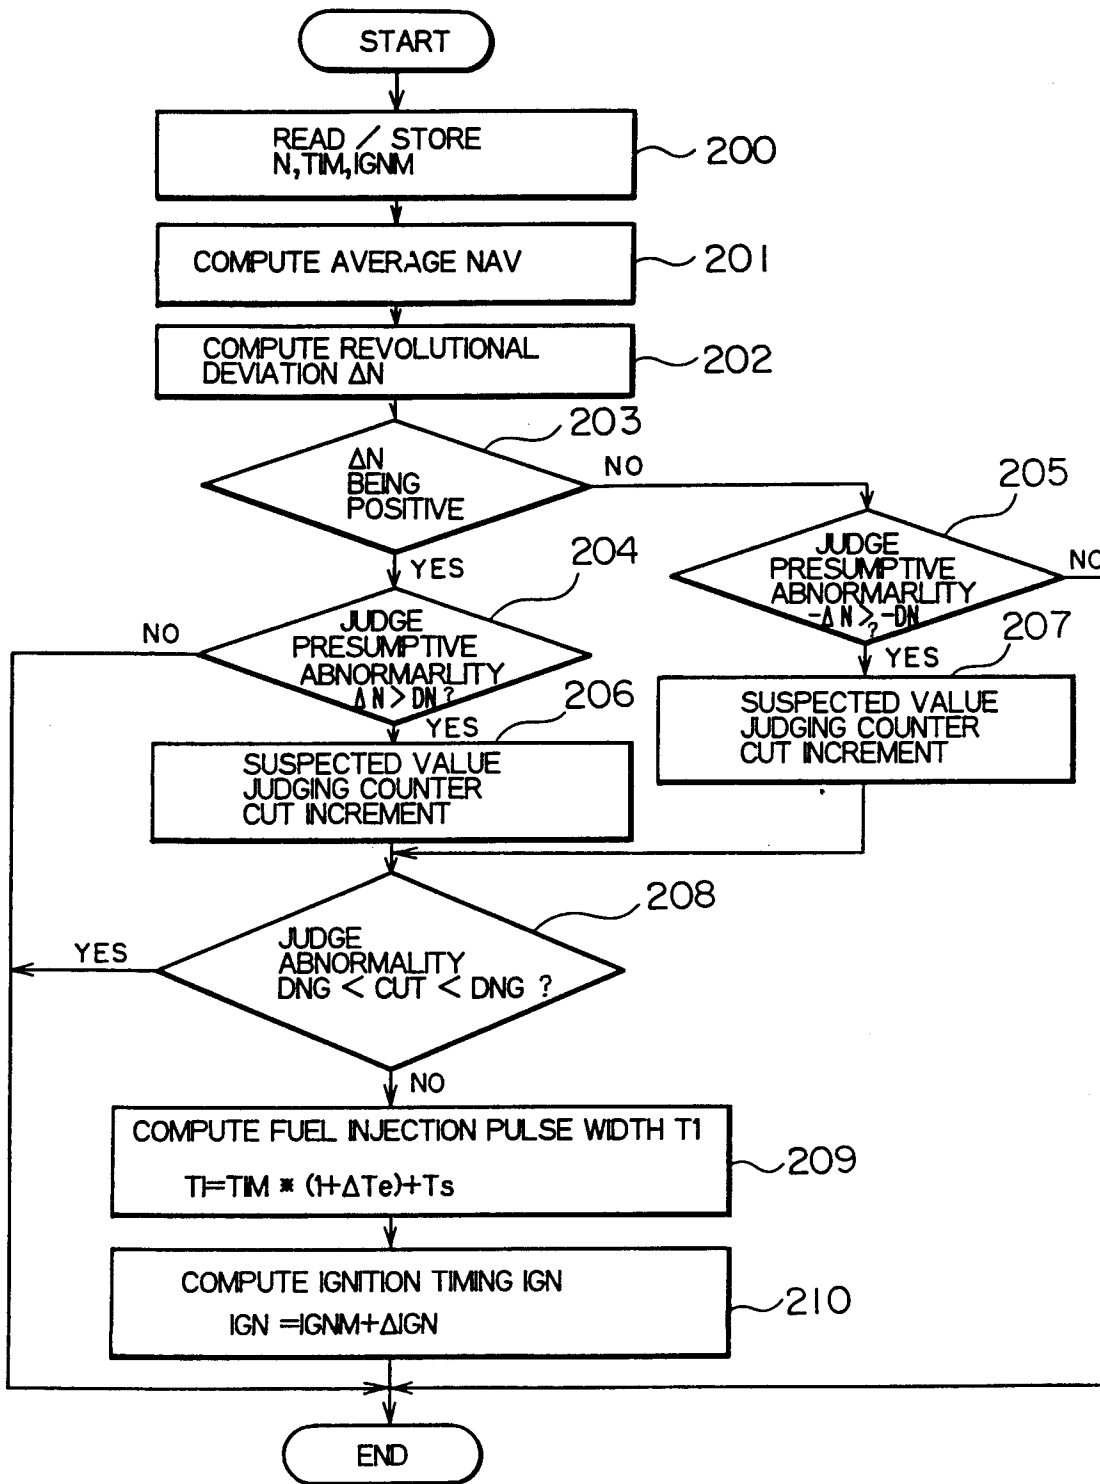 START
READ / STORE
N,TIM,IGNM
200
COMPUTE AVERAGE NAV
201
COMPUTE REVOLUTIONAL
DEVIATION ΔN
202
203
ΔN
BEING
POSITIVE
NO
YES
205
JUDGE
PRESUMPTIVE
ABNORMARLITY
-ΔN > -DN
?
NO
YES
204
JUDGE
PRESUMPTIVE
ABNORMARLITY
ΔN > DN ?
NO
YES
206
SUSPECTED VALUE
JUDGING COUNTER
CUT INCREMENT
207
SUSPECTED VALUE
JUDGING COUNTER
CUT INCREMENT
208
JUDGE
ABNORMALITY
DNG < CUT < DNG ?
YES
NO
COMPUTE FUEL INJECTION PULSE WIDTH T1
TI=TIM * (1+ΔTe)+Ts
209
COMPUTE IGNITION TIMING IGN
IGN =IGNM+ΔIGN
210
END